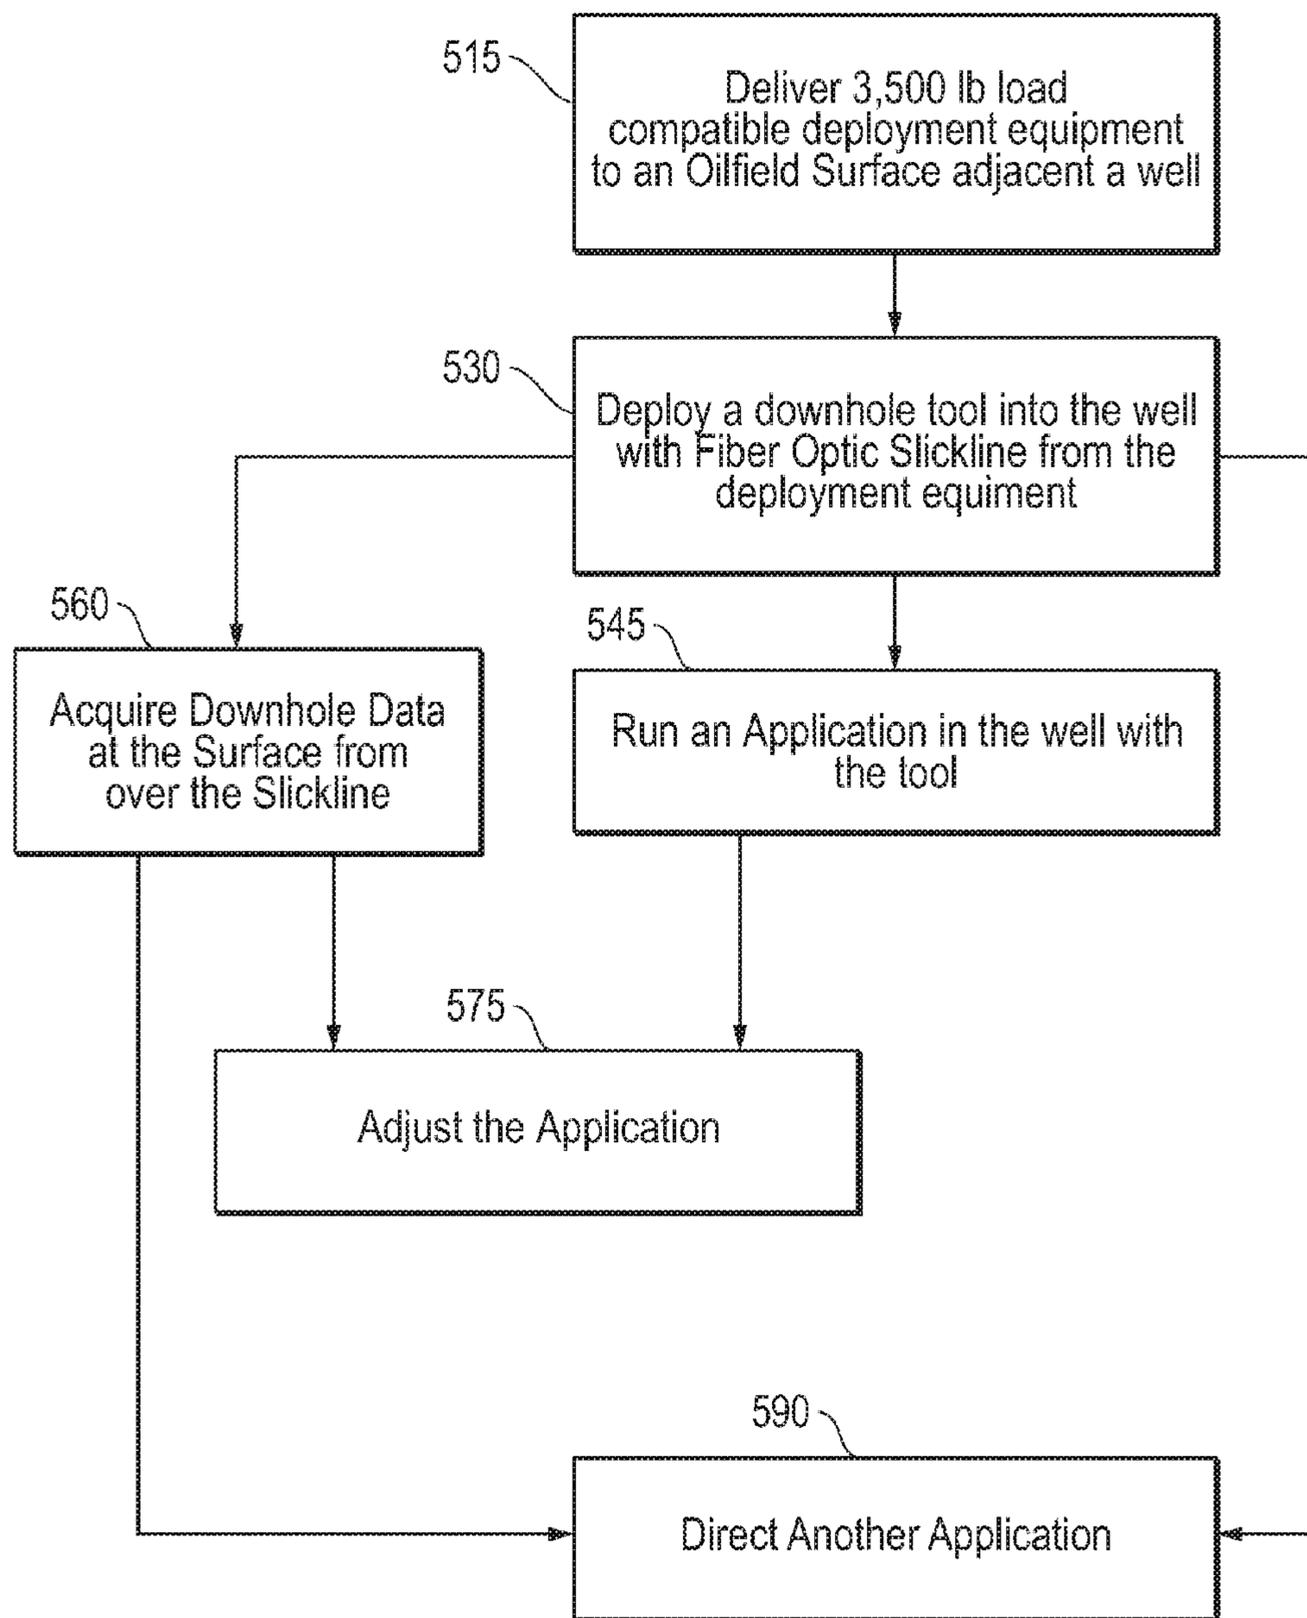 515
Deliver 3,500 lb load
compatible deployment equipment
to an Oilfield Surface adjacent a well
530
Deploy a downhole tool into the well
with Fiber Optic Slickline from the
deployment equiment
560
Acquire Downhole Data
at the Surface from
over the Slickline
545
Run an Application in the well with
the tool
575
Adjust the Application
590
Direct Another Application